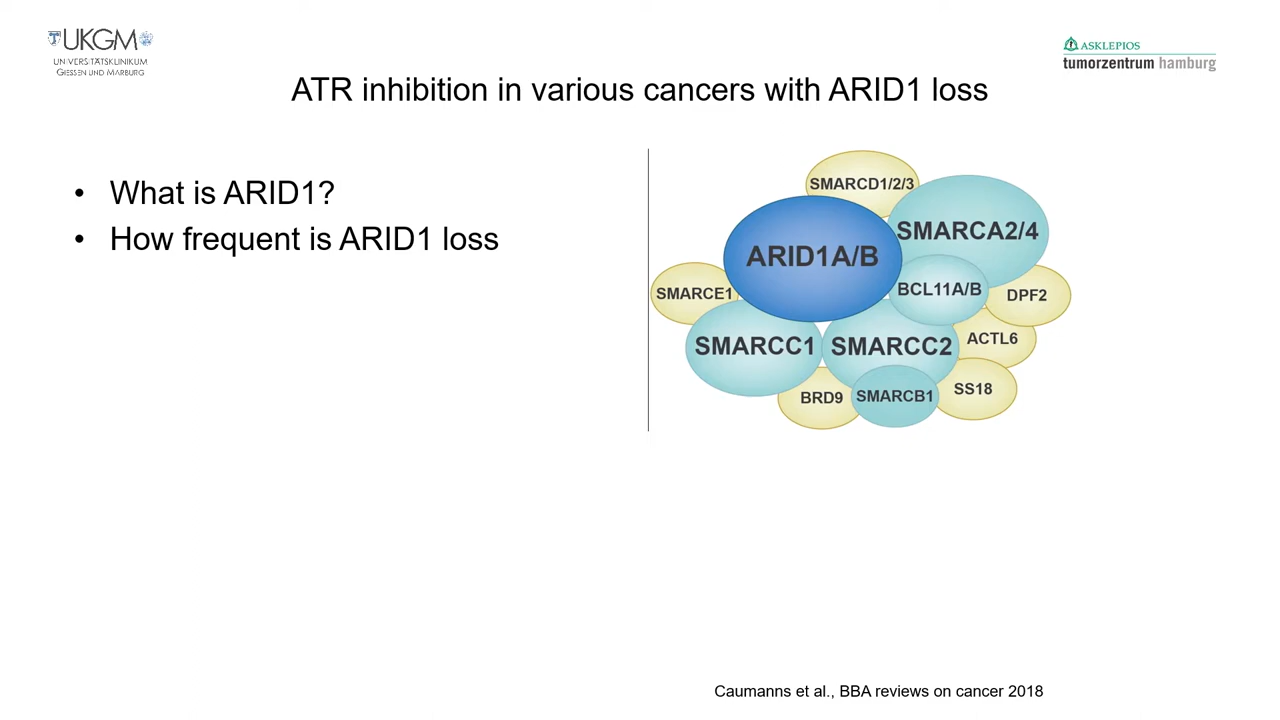 UKGM
UNIVERSITÄTSKLINIKUM
GIESSEN UND MARBURG
ASKLEPIOS
tumorzentrum hamburg
ATR inhibition in various cancers with ARID1 loss
• What is ARID1?
• How frequent is ARID1 loss
SMARCD1/2/3
SMARCA2/4
ARID1A/B
BCL11A/B
SMARCE1
DPF2
SMARCC1
SMARCC2
ACTL6
BRD9
SMARCB1
SS18
Caumanns et al., BBA reviews on cancer 2018